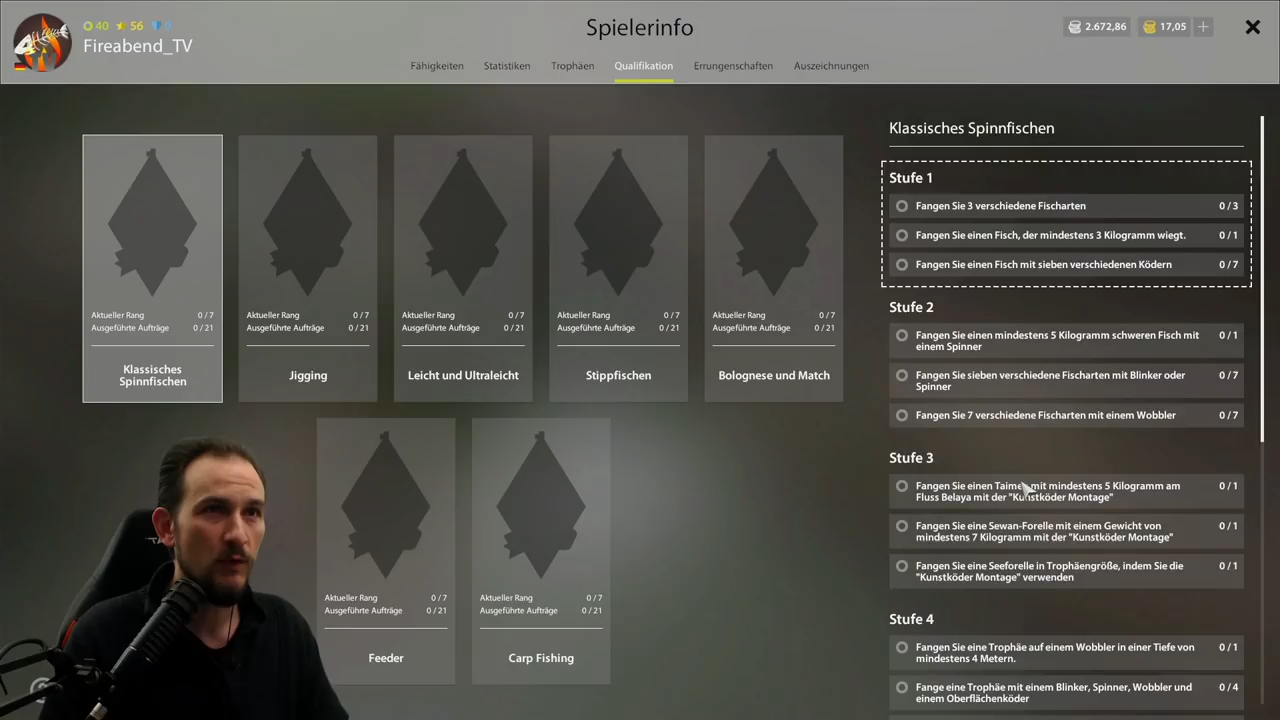 40 56 0
Fireabend_TV
Spielerinfo
2.672,86 17,05 +
Fähigkeiten Statistiken Trophäen Qualifikation Errungenschaften Auszeichnungen
Aktueller Rang 0 / 7
Ausgeführte Aufträge 0 / 21
Klassisches
Spinnfischen
Aktueller Rang 0 / 7
Ausgeführte Aufträge 0 / 21
Jigging
Aktueller Rang 0 / 7
Ausgeführte Aufträge 0 / 21
Leicht und Ultraleicht
Aktueller Rang 0 / 7
Ausgeführte Aufträge 0 / 21
Stippfischen
Aktueller Rang 0 / 7
Ausgeführte Aufträge 0 / 21
Bolognese und Match
Aktueller Rang 0 / 7
Ausgeführte Aufträge 0 / 21
Feeder
Aktueller Rang 0 / 7
Ausgeführte Aufträge 0 / 21
Carp Fishing
Klassisches Spinnfischen
Stufe 1
Fangen Sie 3 verschiedene Fischarten 0 / 3
Fangen Sie einen Fisch, der mindestens 3 Kilogramm wiegt. 0 / 1
Fangen Sie einen Fisch mit sieben verschiedenen Ködern 0 / 7
Stufe 2
Fangen Sie einen mindestens 5 Kilogramm schweren Fisch mit 0 / 1
einem Spinner
Fangen Sie sieben verschiedene Fischarten mit Blinker oder 0 / 7
Spinner
Fangen Sie 7 verschiedene Fischarten mit einem Wobbler 0 / 7
Stufe 3
Fangen Sie einen Taimen mit mindestens 5 Kilogramm am 0 / 1
Fluss Belaya mit der "Kunstköder Montage"
Fangen Sie eine Sewan-Forelle mit einem Gewicht von 0 / 1
mindestens 7 Kilogramm mit der "Kunstköder Montage"
Fangen Sie eine Seeforelle in Trophäengröße, indem Sie die 0 / 1
"Kunstköder Montage" verwenden
Stufe 4
Fangen Sie eine Trophäe auf einem Wobbler in einer Tiefe von 0 / 1
mindestens 4 Metern.
Fange eine Trophäe mit einem Blinker, Spinner, Wobbler und 0 / 4
einem Oberflächenköder